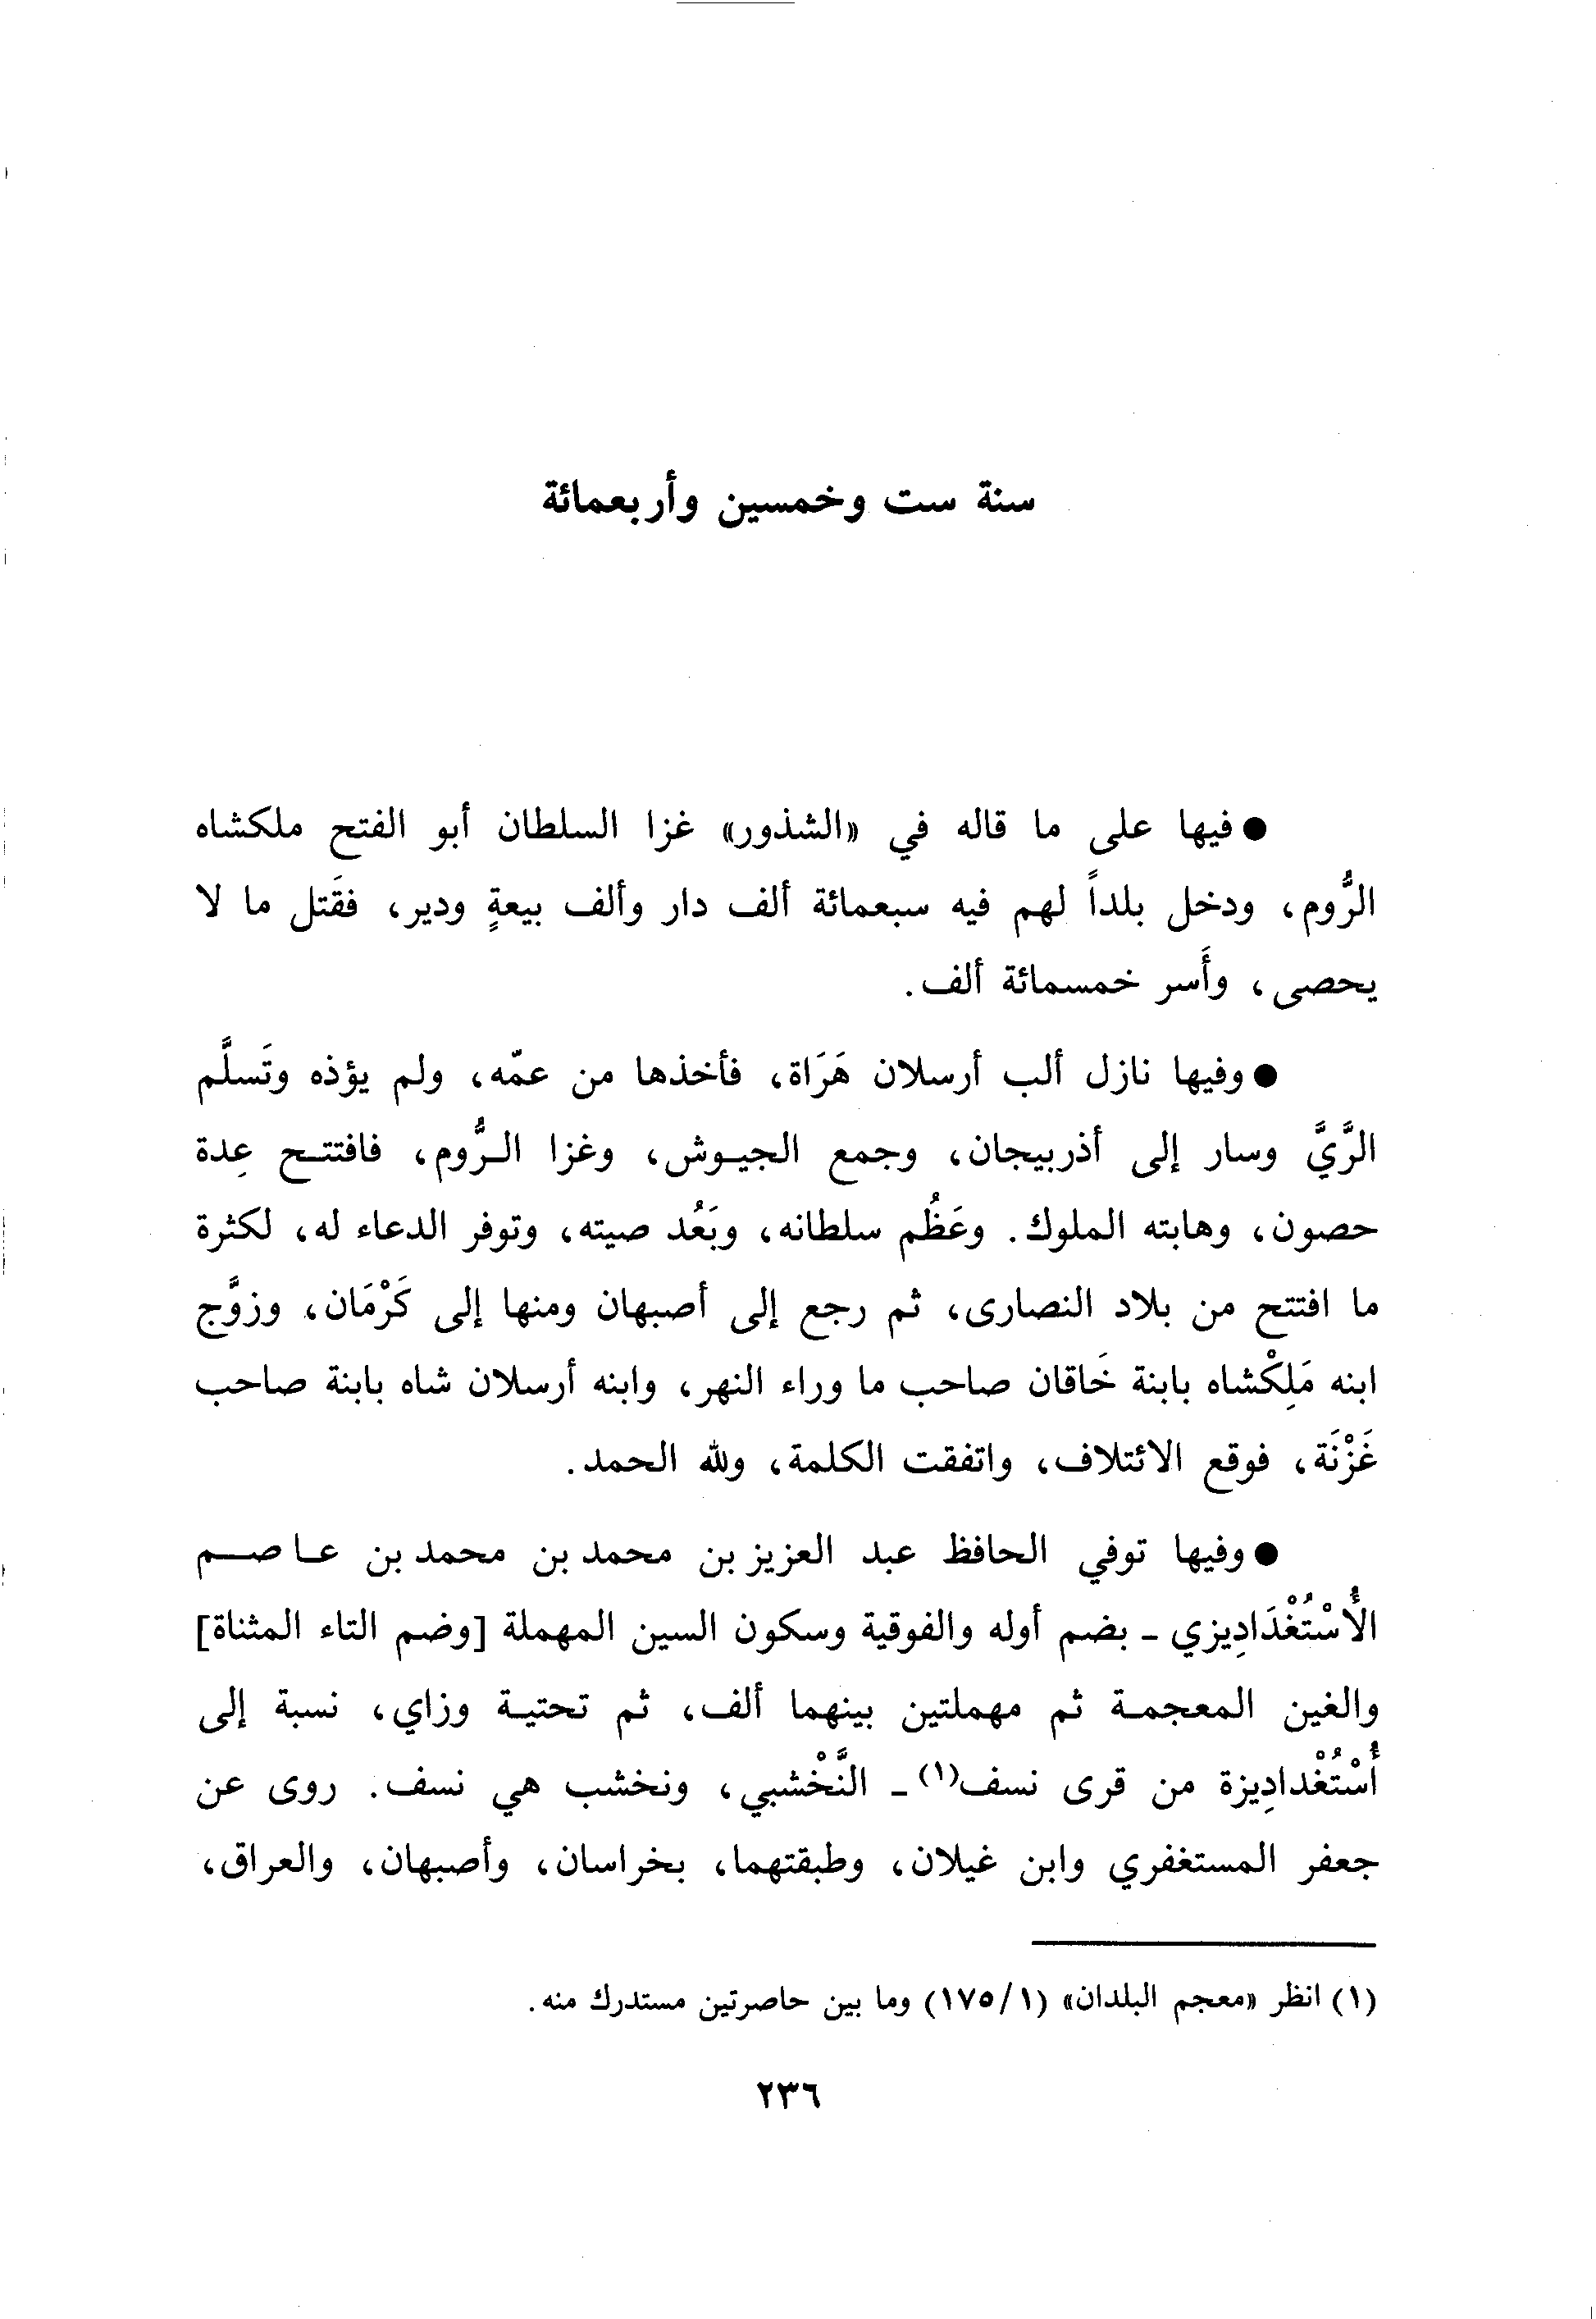 سنة ست وخمسين وأربعمائة
● فيها على ما قاله في «الشذور» غزا السلطان أبو الفتح ملكشاه
الرُّوم، ودخل بلداً لهم فيه سبعمائة ألف دار وألف بيعةٍ ودير، فقَتل ما لا
يحصى، وأَسر خمسمائة ألف.
● وفيها نازل ألب أرسلان هَرَاة، فأخذها من عمّه، ولم يؤذه وتَسلَّم
الرَّيَّ وسار إلى أذربيجان، وجمع الجيوش، وغزا الرُّوم، فافتتح عِدة
حصون، وهابته الملوك. وعَظُم سلطانه، وبَعُد صيته، وتوفر الدعاء له، لكثرة
ما افتتح من بلاد النصارى، ثم رجع إلى أصبهان ومنها إلى كَرْمَان، وزوَّج
ابنه مَلِكْشاه بابنة خَاقان صاحب ما وراء النهر، وابنه أرسلان شاه بابنة صاحب
غَزْنَة، فوقع الائتلاف، واتفقت الكلمة، ولله الحمد.
● وفيها توفي الحافظ عبد العزيز بن محمد بن محمد بن عاصم
الأُسْتُغْدَادِيزي ـ بضم أوله والفوقية وسكون السين المهملة [وضم التاء المثناة]
والغين المعجمة ثم مهملتين بينهما ألف، ثم تحتية وزاي، نسبة إلى
أُسْتُغْدادِيزة من قرى نسف(١) ـ النَّخْشبي، ونخشب هي نسف. روى عن
جعفر المستغفري وابن غيلان، وطبقتهما، بخراسان، وأصبهان، والعراق،
(١) انظر «معجم البلدان» (١/١٧٥) وما بين حاصرتين مستدرك منه.
٢٣٦